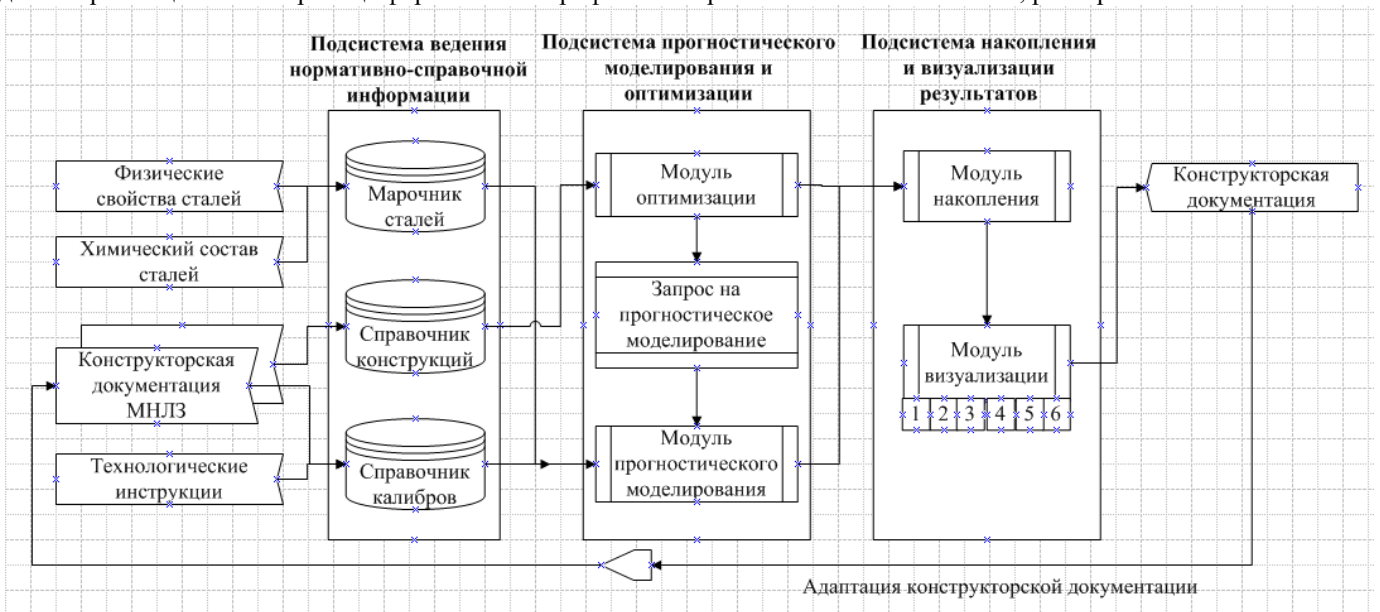 Подсистема ведения
нормативно-справочной
информации
Подсистема прогностического
моделирования и
оптимизации
Подсистема накопления
и визуализации
результатов
Физические
свойства сталей
Химический состав
сталей
Конструкторская
документация
МНЛЗ
Технологические
инструкции
Марочник
сталей
Справочник
конструкций
Справочник
калибров
Модуль
оптимизации
Запрос на
прогностическое
моделирование
Модуль
прогностического
моделирования
Модуль
накопления
Модуль
визуализации
1 2 3 4 5 6
Конструкторская
документация
Адаптация конструкторской документации